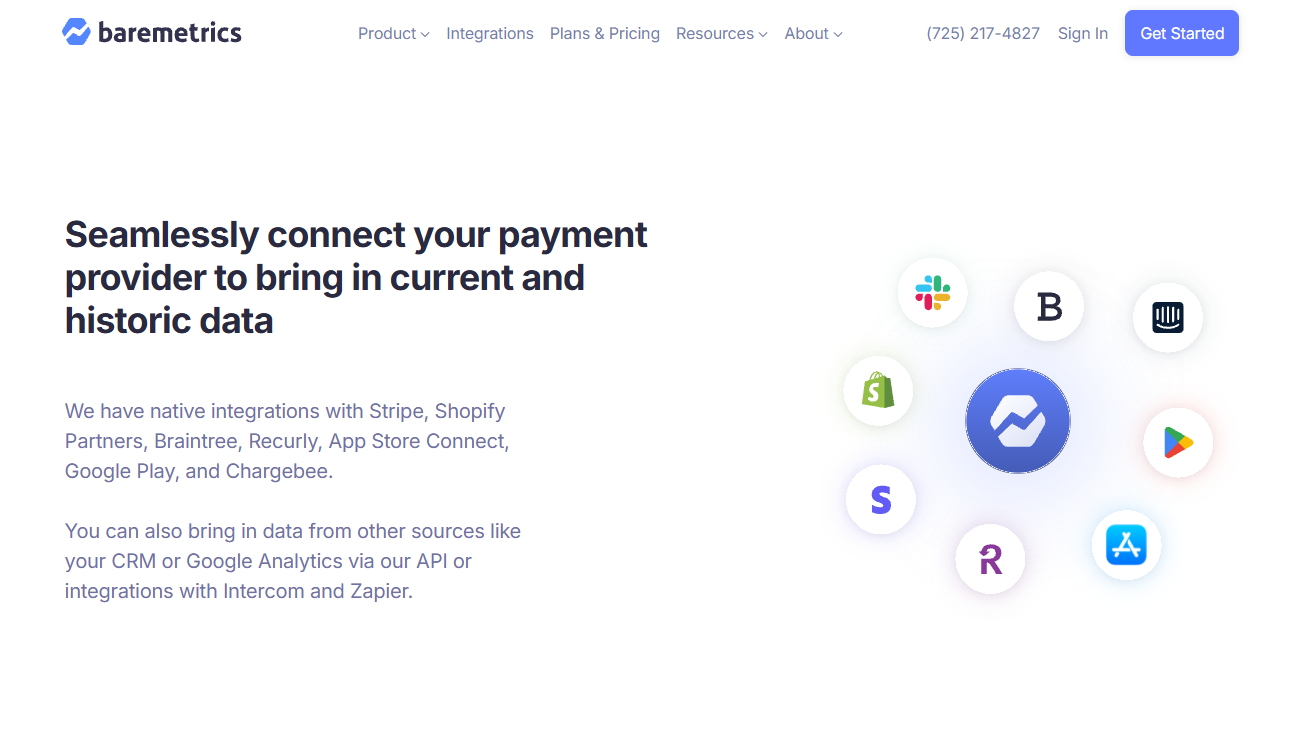 baremetrics
Product Integrations Plans & Pricing Resources About (725) 217-4827 Sign In Get Started
Seamlessly connect your payment
provider to bring in current and
historic data
We have native integrations with Stripe, Shopify
Partners, Braintree, Recurly, App Store Connect,
Google Play, and Chargebee.
You can also bring in data from other sources like
your CRM or Google Analytics via our API or
integrations with Intercom and Zapier.